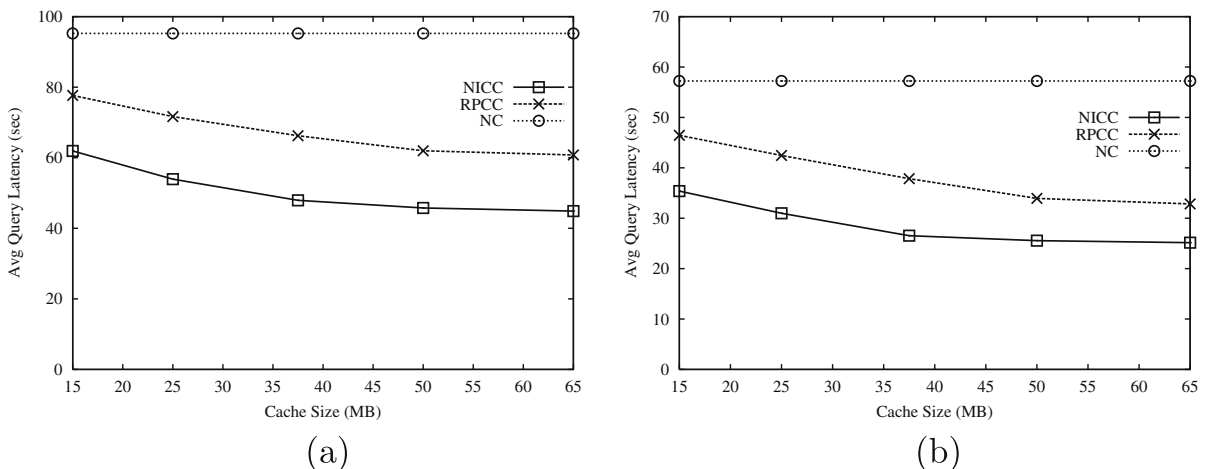 100
80
60
40
20
0
Avg Query Latency (sec)
NICC
RPCC
NC
15 20 25 30 35 40 45 50 55 60 65
Cache Size (MB)
(a)
70
60
50
40
30
20
10
0
Avg Query Latency (sec)
NICC
RPCC
NC
15 20 25 30 35 40 45 50 55 60 65
Cache Size (MB)
(b)